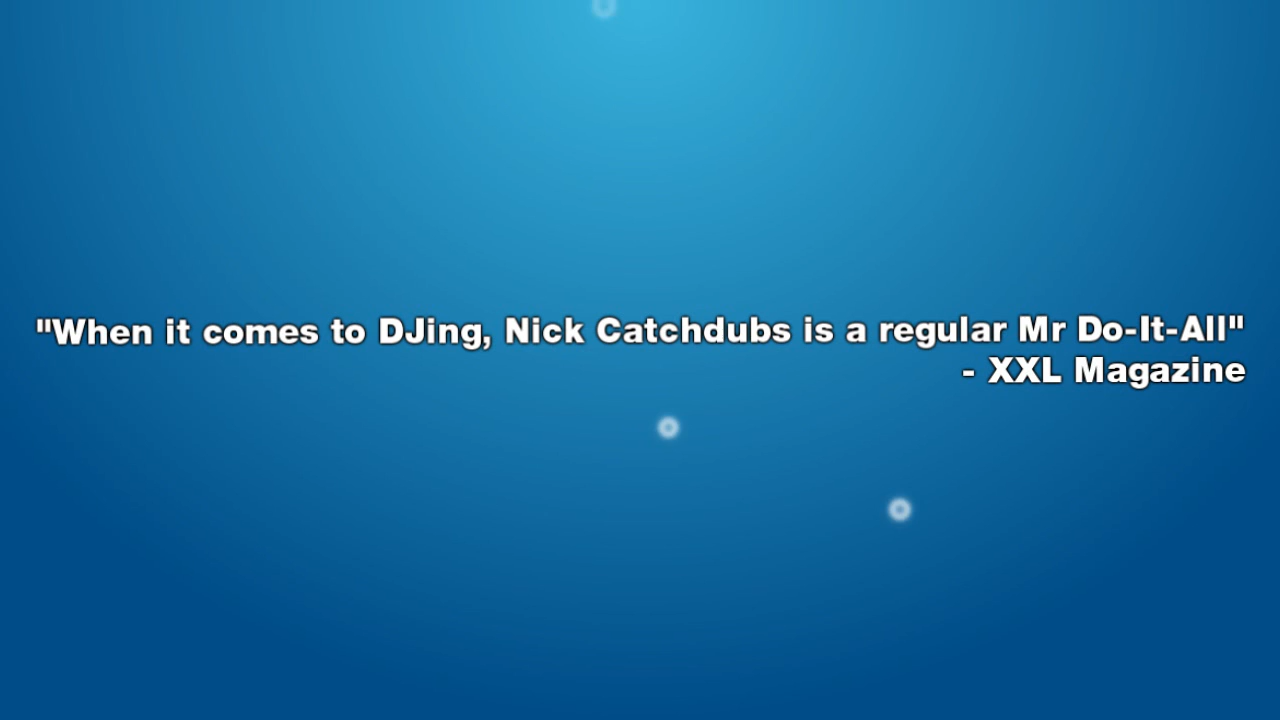 "When it comes to DJing, Nick Catchdubs is a regular Mr Do-It-All"
- XXL Magazine